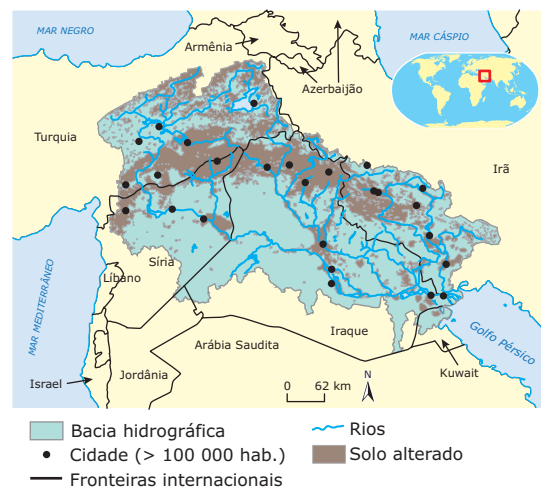 MAR NEGRO
Armênia
MAR CÁSPIO
Azerbaijão
Turquia
Irã
MAR MEDITERRÂNEO
Síria
Líbano
Iraque
Golfo Pérsico
Arábia Saudita
Kuwait
Israel
Jordânia
N
0 62 km
Bacia hidrográfica
Rios
Cidade (> 100 000 hab.)
Solo alterado
Fronteiras internacionais